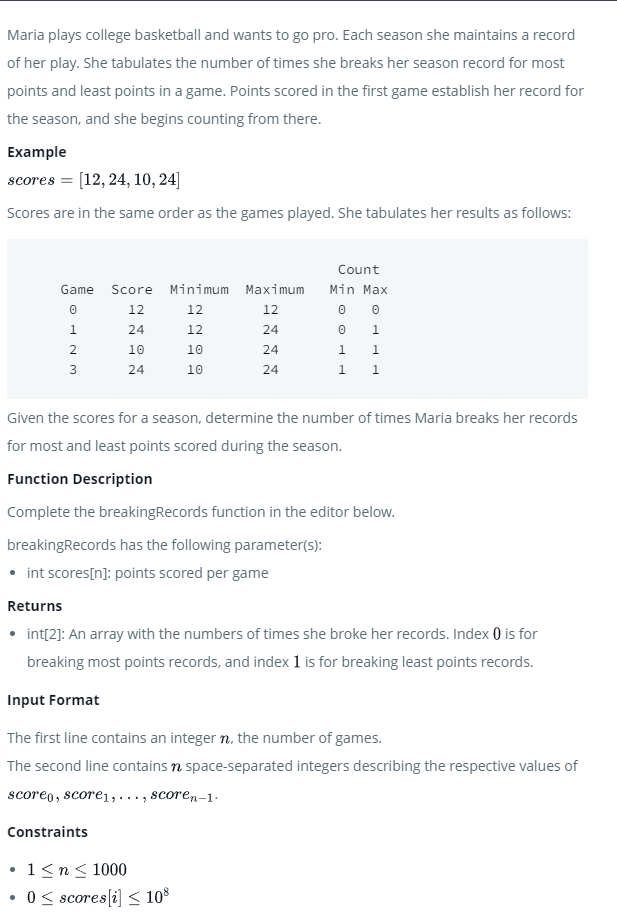 Maria plays college basketball and wants to go pro. Each season she maintains a record
of her play. She tabulates the number of times she breaks her season record for most
points and least points in a game. Points scored in the first game establish her record for
the season, and she begins counting from there.
Example
scores = [12, 24, 10, 24]
Scores are in the same order as the games played. She tabulates her results as follows:
Count
Game Score Minimum Maximum Min Max
0 12 12 12 0 0
1 24 12 24 0 1
2 10 10 24 1 1
3 24 10 24 1 1
Given the scores for a season, determine the number of times Maria breaks her records
for most and least points scored during the season.
Function Description
Complete the breakingRecords function in the editor below.
breakingRecords has the following parameter(s):
• int scores[n]: points scored per game
Returns
• int[2]: An array with the numbers of times she broke her records. Index 0 is for
breaking most points records, and index 1 is for breaking least points records.
Input Format
The first line contains an integer n, the number of games.
The second line contains n space-separated integers describing the respective values of
score₀, score₁, . . . , scoreₙ₋₁.
Constraints
• 1 ≤ n ≤ 1000
• 0 ≤ scores[i] ≤ 10⁸